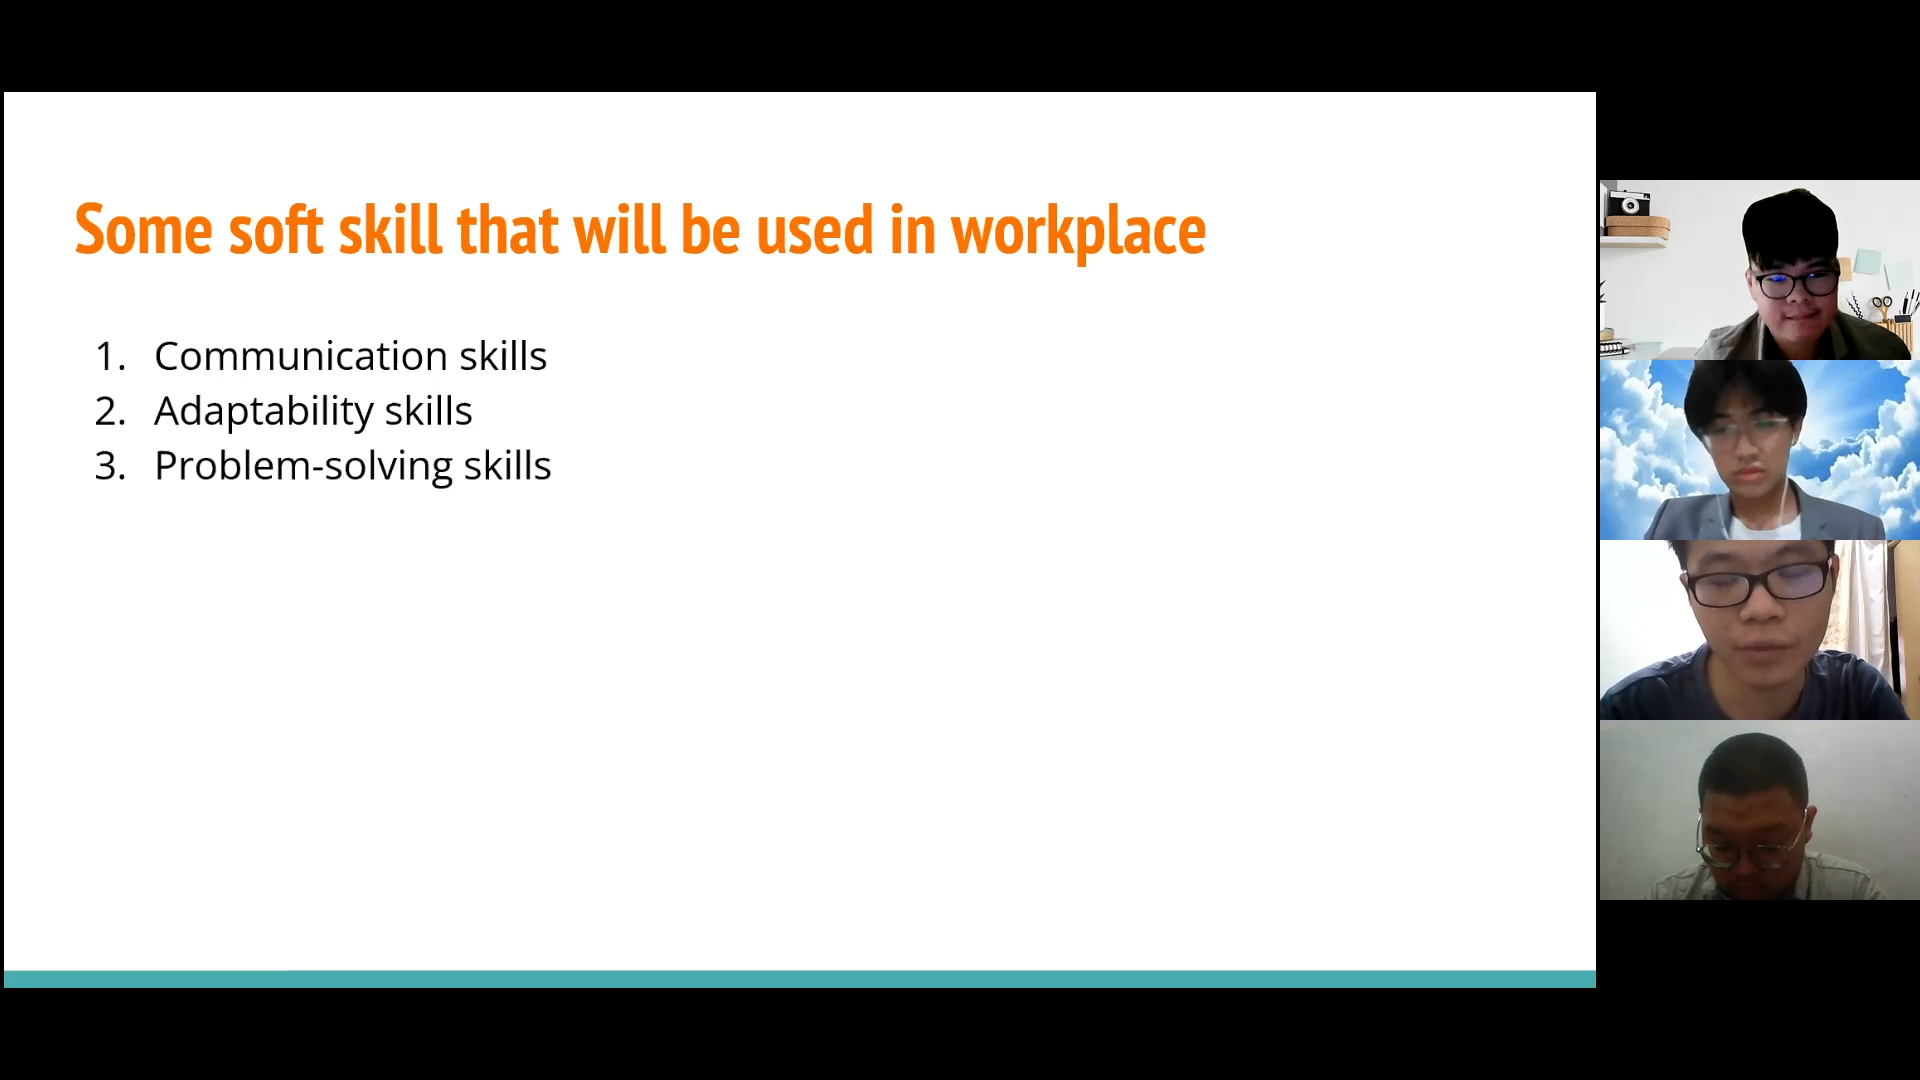 Some soft skill that will be used in workplace
1. Communication skills
2. Adaptability skills
3. Problem-solving skills